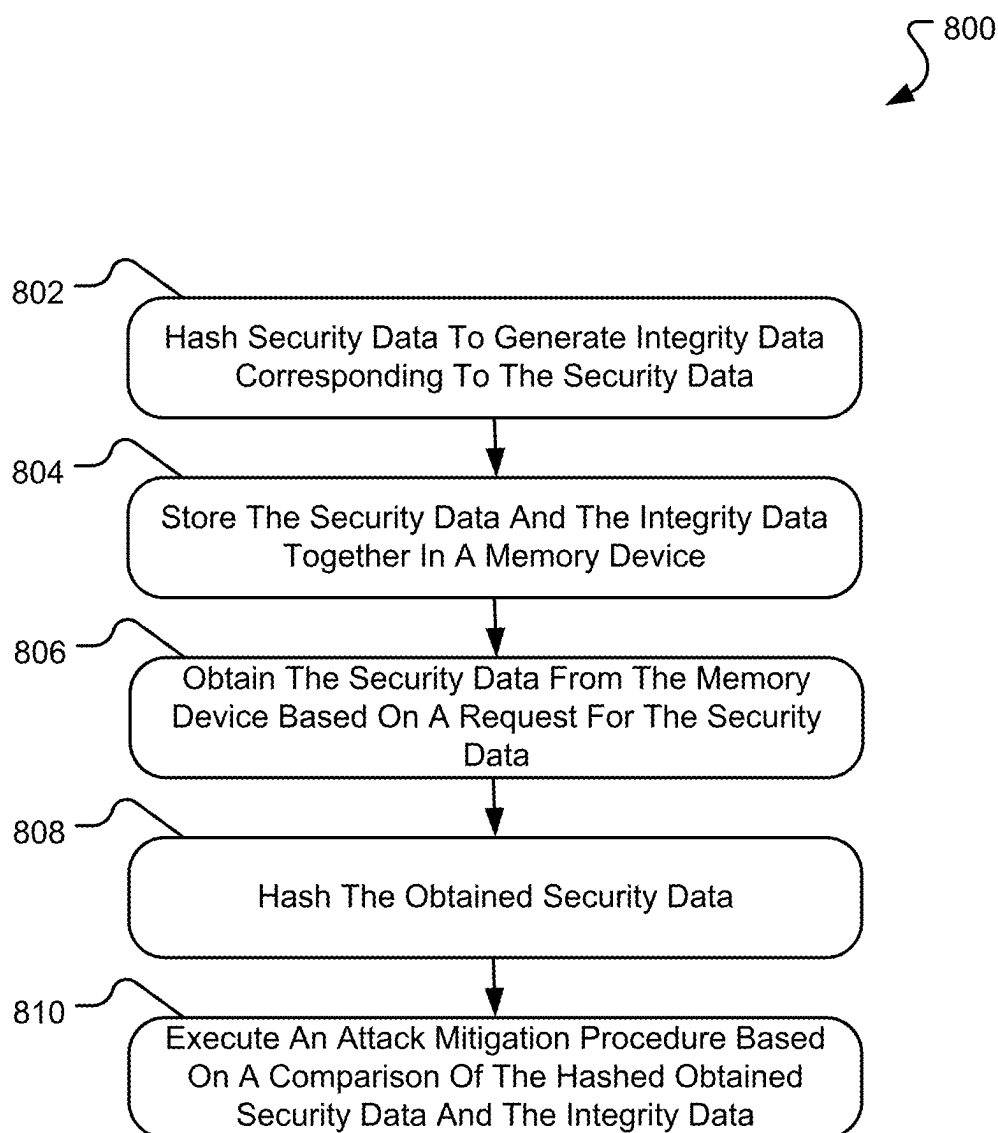 800
802
Hash Security Data To Generate Integrity Data
Corresponding To The Security Data
804
Store The Security Data And The Integrity Data
Together In A Memory Device
806
Obtain The Security Data From The Memory
Device Based On A Request For The Security
Data
808
Hash The Obtained Security Data
810
Execute An Attack Mitigation Procedure Based
On A Comparison Of The Hashed Obtained
Security Data And The Integrity Data